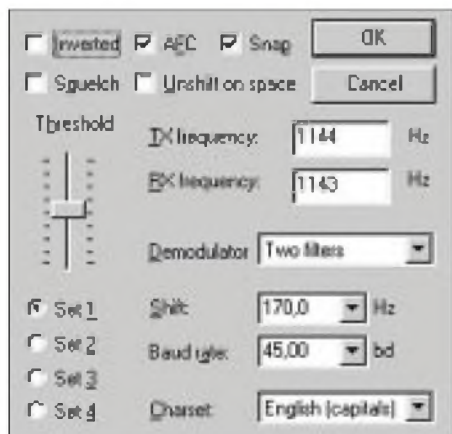 Inverted AFC Snap OK
Squelch Unshift on space Cancel
Threshold
TX frequency: 1144 Hz
RX frequency: 1143 Hz
Demodulator Two filters
Set 1 Shift: 170,0 Hz
Set 2 Baud rate: 45,00 bd
Set 3
Set 4 Charset: English (capitals)